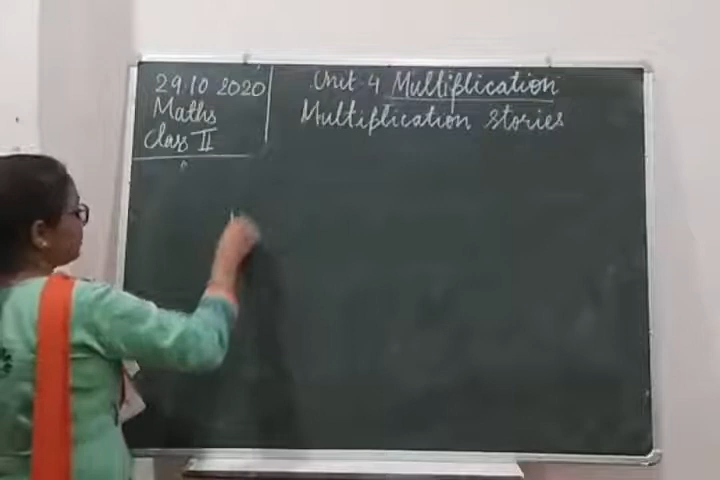 29.10 2020
Maths
Class II
Unit 4 Multiplication
Multiplication stories